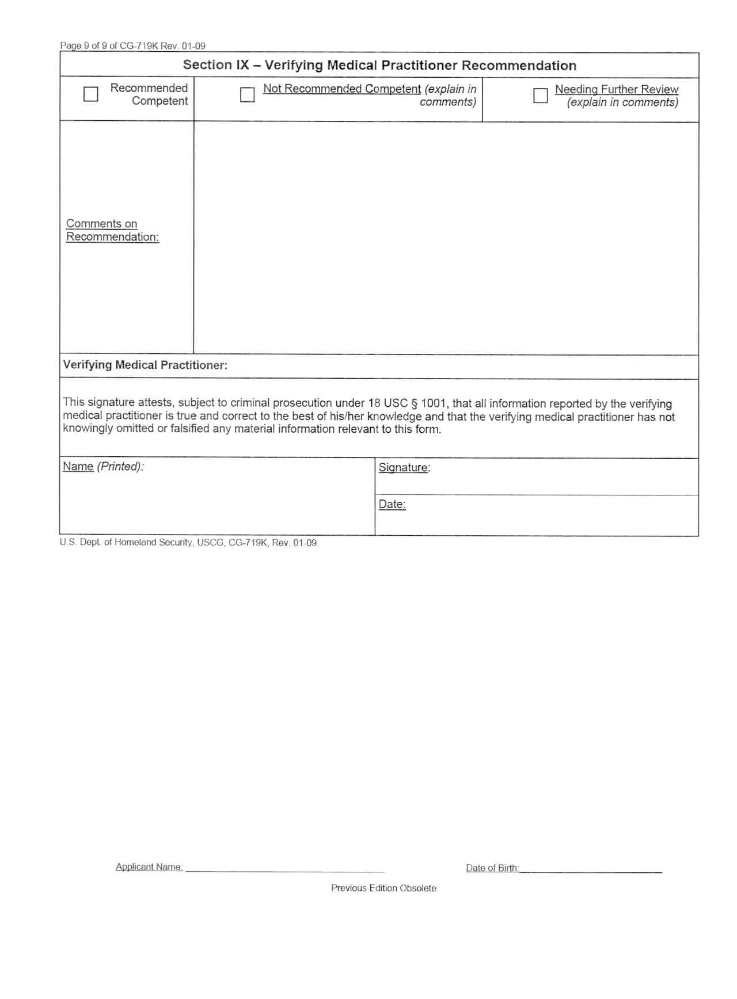 Page 9 of 9 of CG-719K Rev. 01-09
Section IX – Verifying Medical Practitioner Recommendation
Recommended
Competent
Not Recommended Competent (explain in
comments)
Needing Further Review
(explain in comments)
Comments on
Recommendation:
Verifying Medical Practitioner:
This signature attests, subject to criminal prosecution under 18 USC § 1001, that all information reported by the verifying
medical practitioner is true and correct to the best of his/her knowledge and that the verifying medical practitioner has not
knowingly omitted or falsified any material information relevant to this form.
Name (Printed):
Signature:
Date:
U.S. Dept. of Homeland Security, USCG, CG-719K, Rev. 01-09
Applicant Name:
Date of Birth:
Previous Edition Obsolete